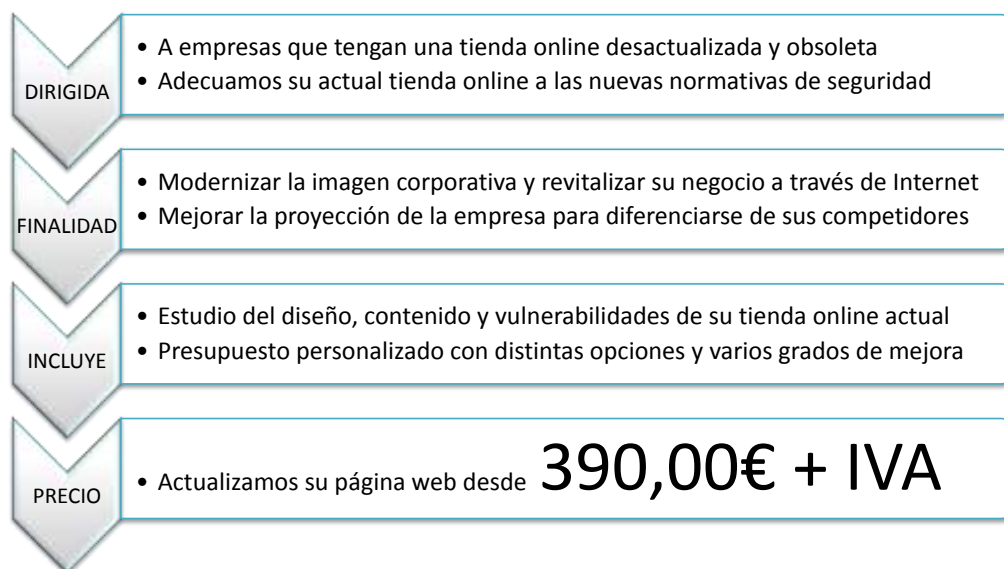 DIRIGIDA
• A empresas que tengan una tienda online desactualizada y obsoleta
• Adecuamos su actual tienda online a las nuevas normativas de seguridad
FINALIDAD
• Modernizar la imagen corporativa y revitalizar su negocio a través de Internet
• Mejorar la proyección de la empresa para diferenciarse de sus competidores
INCLUYE
• Estudio del diseño, contenido y vulnerabilidades de su tienda online actual
• Presupuesto personalizado con distintas opciones y varios grados de mejora
PRECIO
• Actualizamos su página web desde 390,00€ + IVA